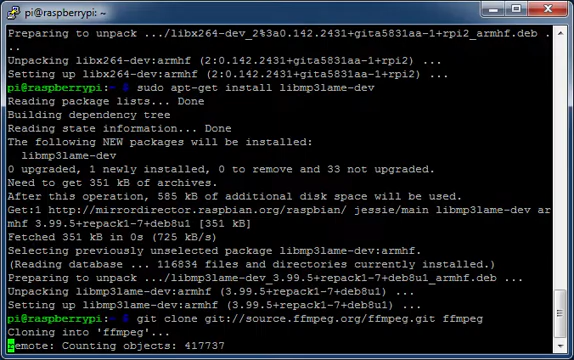 pi@raspberrypi: ~
Preparing to unpack .../libx264-dev_2%3a0.142.2431+gita5831aa-1+rpi2_armhf.deb .
..
Unpacking libx264-dev:armhf (2:0.142.2431+gita5831aa-1+rpi2) ...
Setting up libx264-dev:armhf (2:0.142.2431+gita5831aa-1+rpi2) ...
pi@raspberrypi:~ $ sudo apt-get install libmp3lame-dev
Reading package lists... Done
Building dependency tree
Reading state information... Done
The following NEW packages will be installed:
libmp3lame-dev
0 upgraded, 1 newly installed, 0 to remove and 33 not upgraded.
Need to get 351 kB of archives.
After this operation, 585 kB of additional disk space will be used.
Get:1 http://mirrordirector.raspbian.org/raspbian/ jessie/main libmp3lame-dev ar
mhf 3.99.5+repack1-7+deb8u1 [351 kB]
Fetched 351 kB in 0s (725 kB/s)
Selecting previously unselected package libmp3lame-dev:armhf.
(Reading database ... 116834 files and directories currently installed.)
Preparing to unpack .../libmp3lame-dev_3.99.5+repack1-7+deb8u1_armhf.deb ...
Unpacking libmp3lame-dev:armhf (3.99.5+repack1-7+deb8u1) ...
Setting up libmp3lame-dev:armhf (3.99.5+repack1-7+deb8u1) ...
pi@raspberrypi:~ $ git clone git://source.ffmpeg.org/ffmpeg.git ffmpeg
Cloning into 'ffmpeg'...
remote: Counting objects: 417737